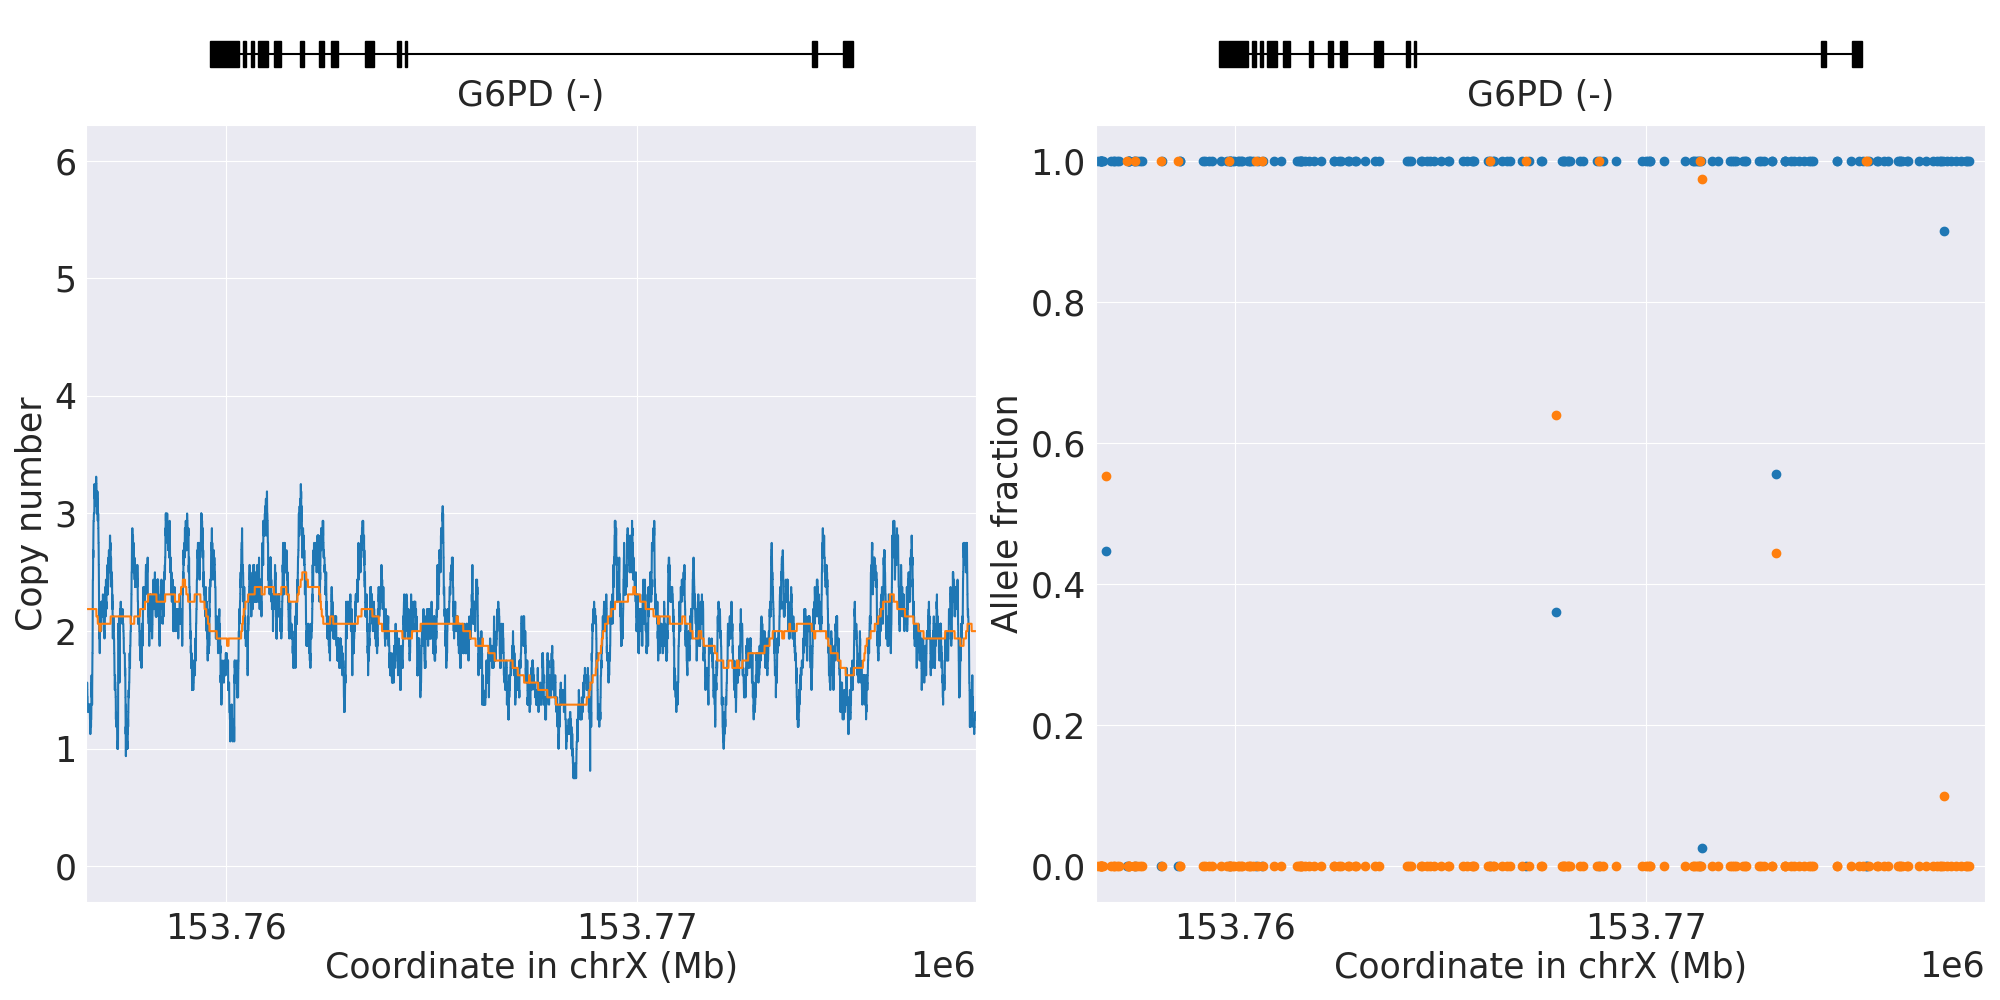 G6PD (-)
G6PD (-)
Copy number
6
5
4
3
2
1
0
153.76
153.77
Coordinate in chrX (Mb)
1e6
Allele fraction
1.0
0.8
0.6
0.4
0.2
0.0
153.76
153.77
Coordinate in chrX (Mb)
1e6